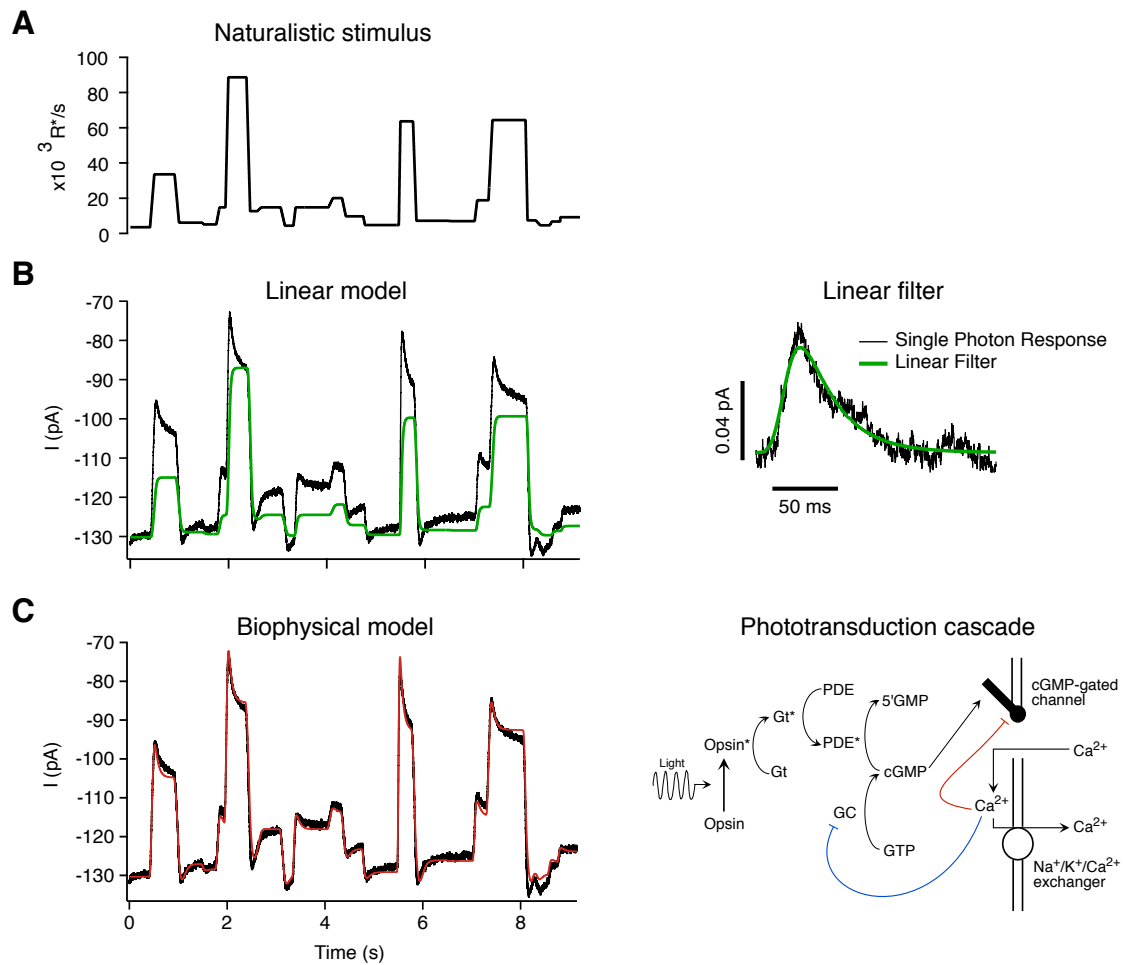 A
Naturalistic stimulus
x10 3 R*/s
100
80
60
40
20
0
B
Linear model
I (pA)
-70
-80
-90
-100
-110
-120
-130
Linear filter
Single Photon Response
Linear Filter
0.04 pA
50 ms
C
Biophysical model
I (pA)
-70
-80
-90
-100
-110
-120
-130
0
2
4
6
8
Time (s)
Phototransduction cascade
Light
Opsin*
Opsin
Gt*
Gt
PDE
PDE*
5'GMP
cGMP
GC
GTP
cGMP-gated
channel
Ca2+
Ca2+
Ca2+
Na+/K+/Ca2+
exchanger